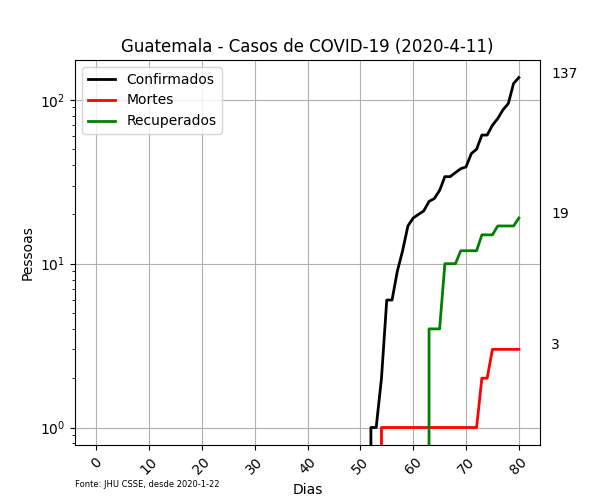 Guatemala - Casos de COVID-19 (2020-4-11)
Confirmados
Mortes
Recuperados
137
19
3
Pessoas
10²
10¹
10⁰
0 10 20 30 40 50 60 70 80
Fonte: JHU CSSE, desde 2020-1-22
Dias